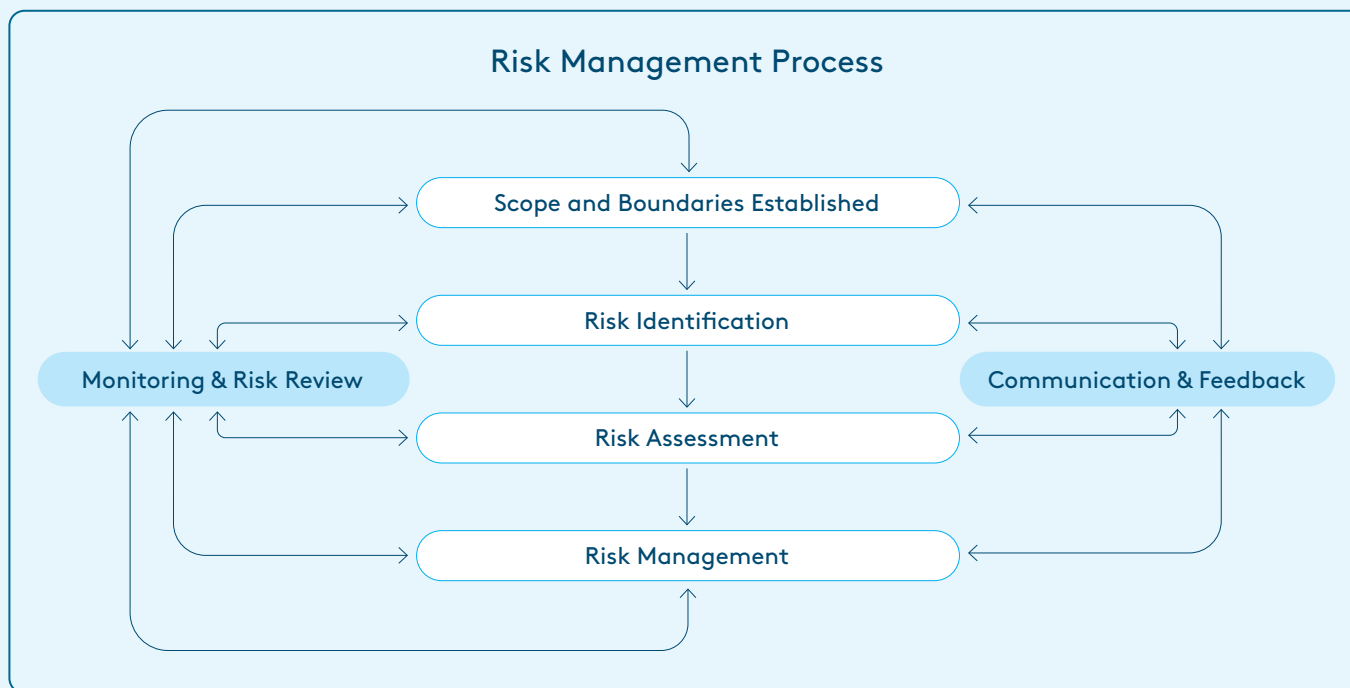 Risk Management Process
Scope and Boundaries Established
Risk Identification
Monitoring & Risk Review
Communication & Feedback
Risk Assessment
Risk Management